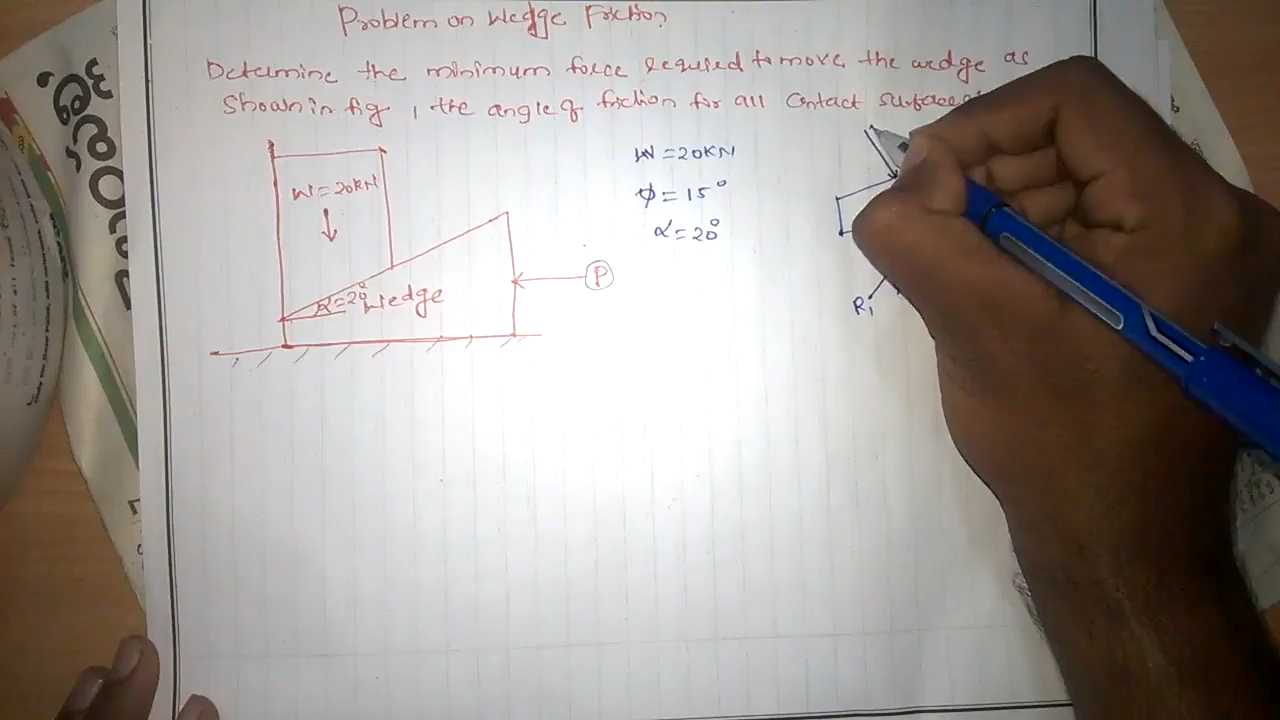 Problem on Wedge Friction
Determine the minimum force required to move the wedge as
Shown in fig, the angle of friction for all Contact surface
W = 20KN
W = 20KN
ϕ = 15°
α = 20°
α = 20° Wedge
P
R₁